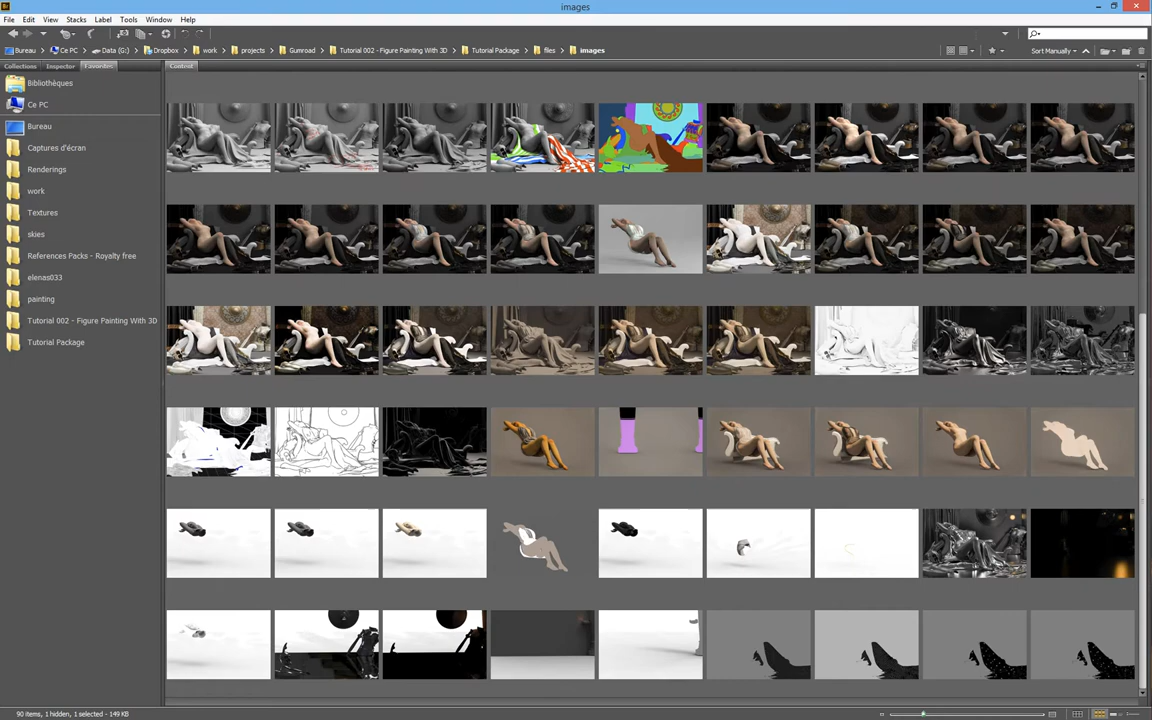 Br
images
File Edit View Stacks Label Tools Window Help
Bureau Ce PC Data (G:) Dropbox work projects Gumroad Tutorial 002 - Figure Painting With 3D Tutorial Package files images
Sort Manually
Collections Inspector Favorites
Content
Bibliothèques
Ce PC
Bureau
Captures d'écran
Renderings
work
Textures
skies
References Packs - Royalty free
elenas033
painting
Tutorial 002 - Figure Painting With 3D
Tutorial Package
90 items, 1 hidden, 1 selected - 149 KB